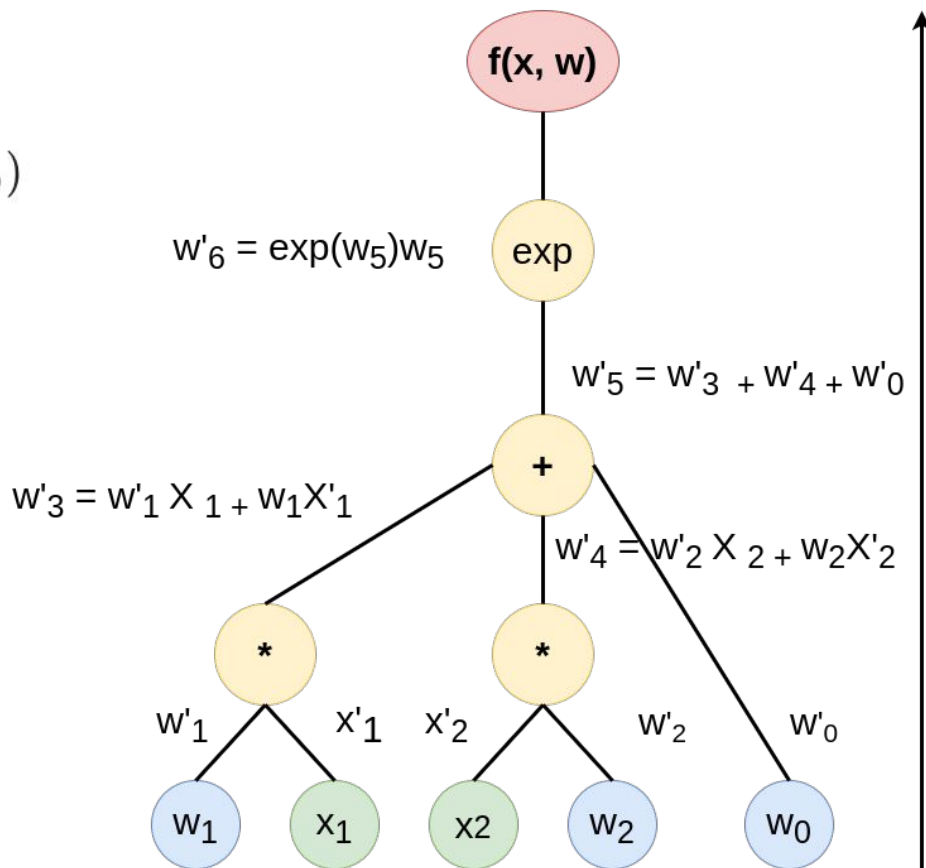 f(x, w)
)
w'6 = exp(w5)w5
exp
w'5 = w'3 + w'4 + w'0
+
w'3 = w'1 X 1 + w1X'1
w'4 = w'2 X 2 + w2X'2
*
*
w'1
x'1
x'2
w'2
w'0
w1
x1
x2
w2
w0